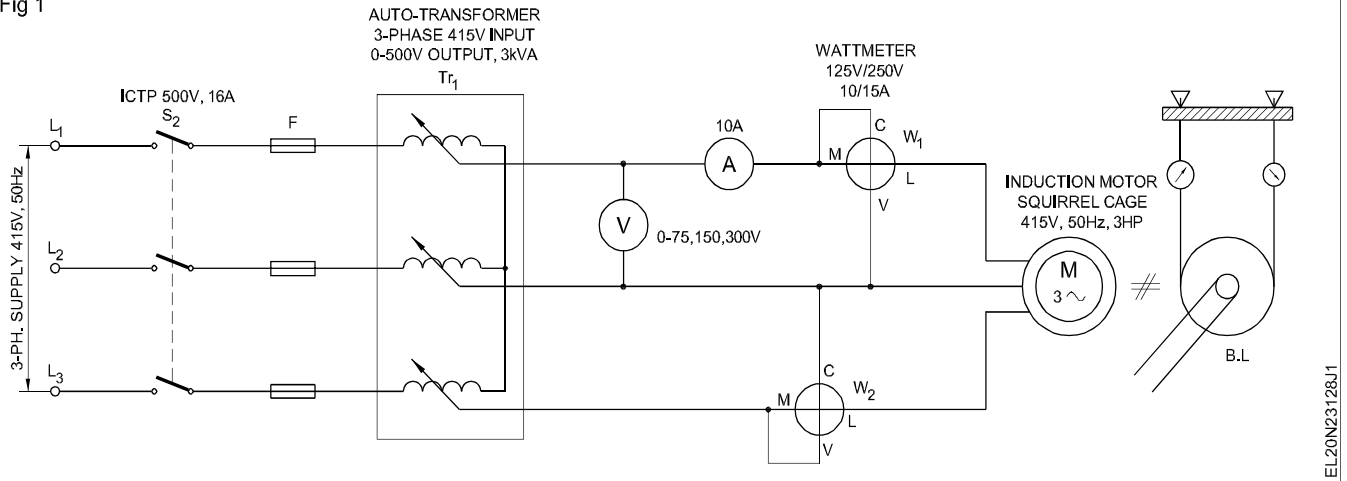 Fig 1
AUTO-TRANSFORMER
3-PHASE 415V INPUT
0-500V OUTPUT, 3kVA
Tr1
WATTMETER
125V/250V
10/15A
ICTP 500V, 16A
S2
L1
F
10A
A
C
W1
M
L
V
INDUCTION MOTOR
SQUIRREL CAGE
415V, 50Hz, 3HP
V
0-75,150,300V
3-PH. SUPPLY 415V, 50Hz
L2
M
3 ~
B.L
L3
C
W2
M
L
V
EL20N23128J1